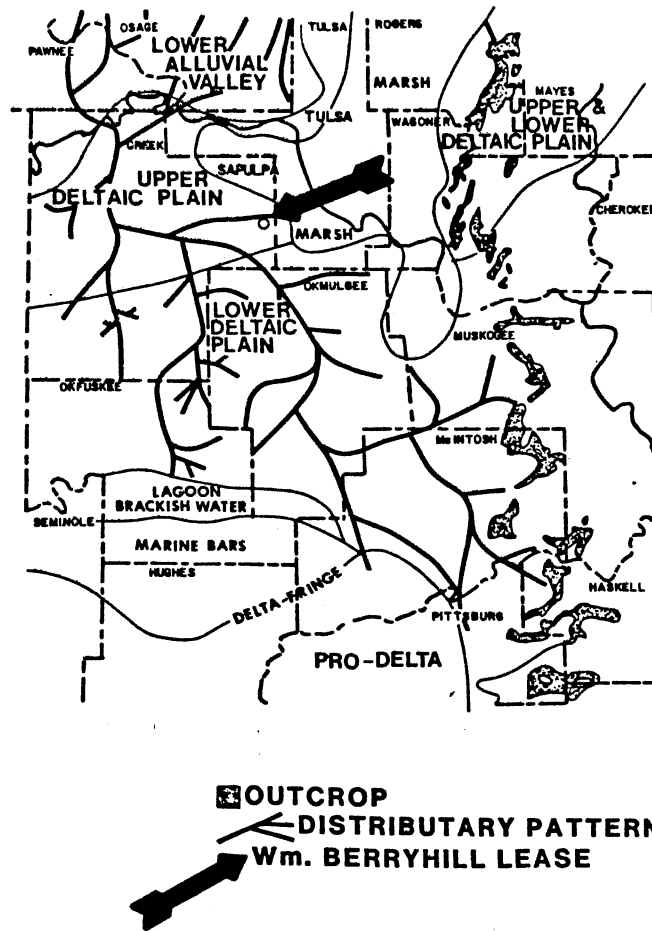 OSAGE
TULSA
ROGERS
PAWNEE
LOWER
ALLUVIAL
VALLEY
MARSH
MAYES
UPPER &
LOWER
DELTAIC PLAIN
TULSA
WAGONER
CREEK
SAPULPA
UPPER
DELTAIC PLAIN
CHEROKEE
MARSH
OKMULGEE
LOWER
DELTAIC
PLAIN
MUSKOGEE
OKFUSKEE
McINTOSH
LAGOON
BRACKISH WATER
SEMINOLE
MARINE BARS
HUGHES
DELTA-FRINGE
HASKELL
PITTSBURG
PRO-DELTA
OUTCROP
DISTRIBUTARY PATTERN
Wm. BERRYHILL LEASE